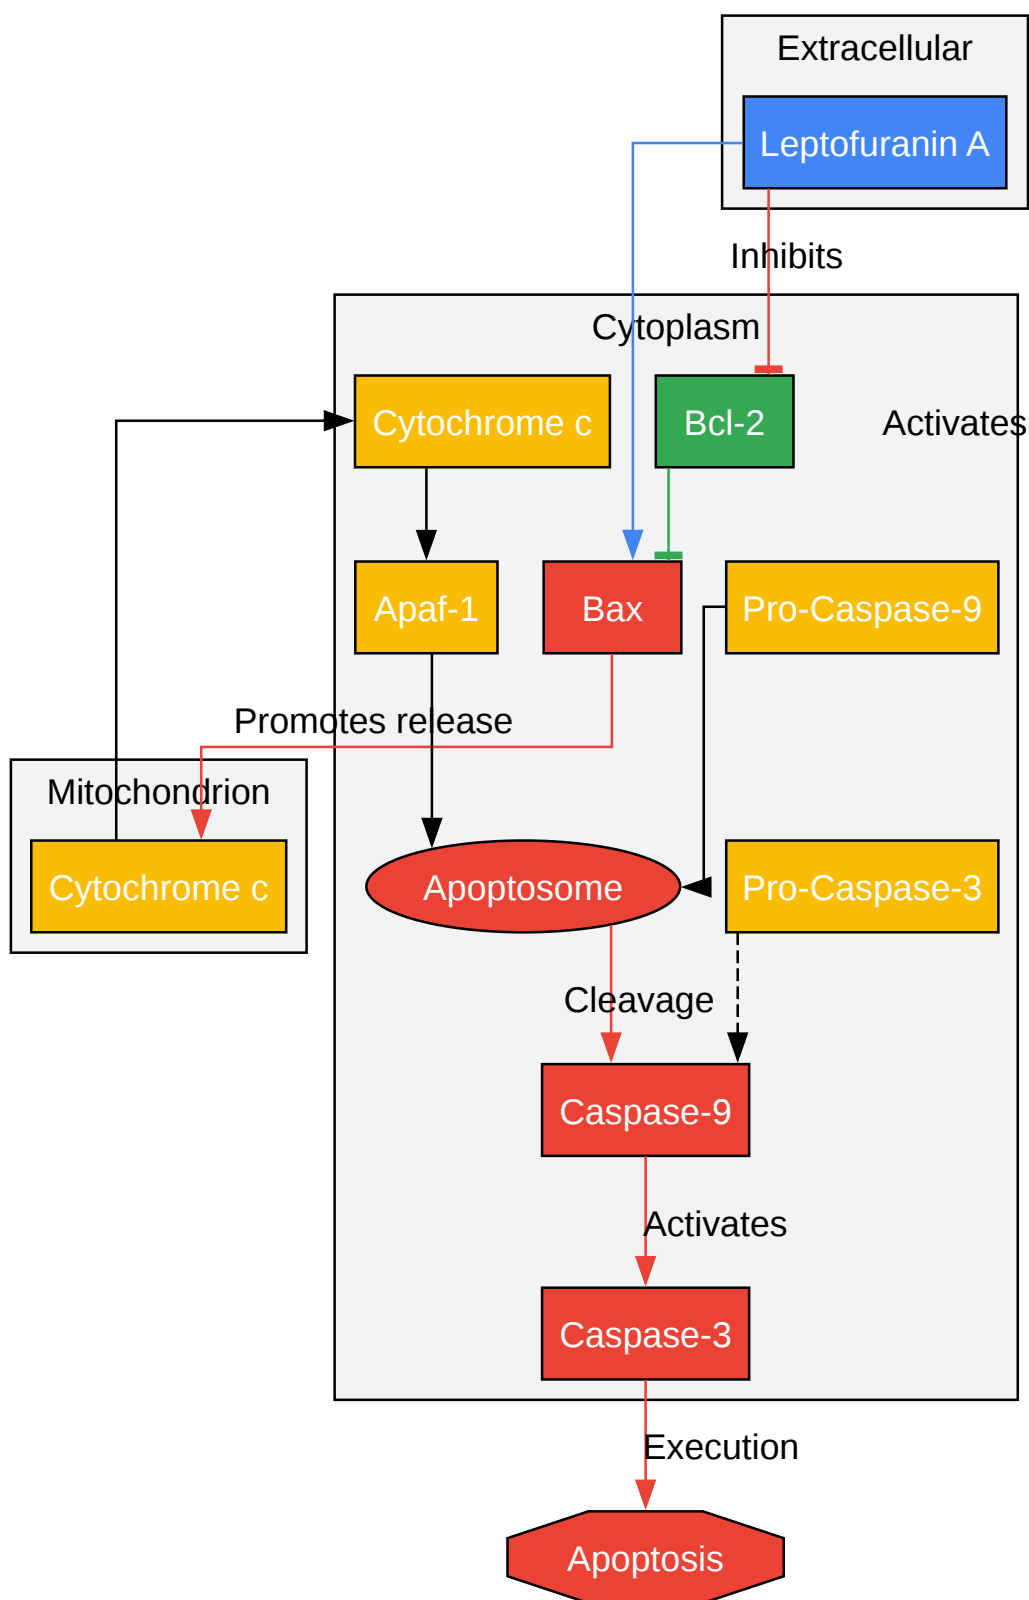 Extracellular
Leptofuranin A
Inhibits
Cytoplasm
Cytochrome c
Bcl-2
Activates
Apaf-1
Bax
Pro-Caspase-9
Promotes release
Mitochondrion
Cytochrome c
Apoptosome
Pro-Caspase-3
Cleavage
Caspase-9
Activates
Caspase-3
Execution
Apoptosis